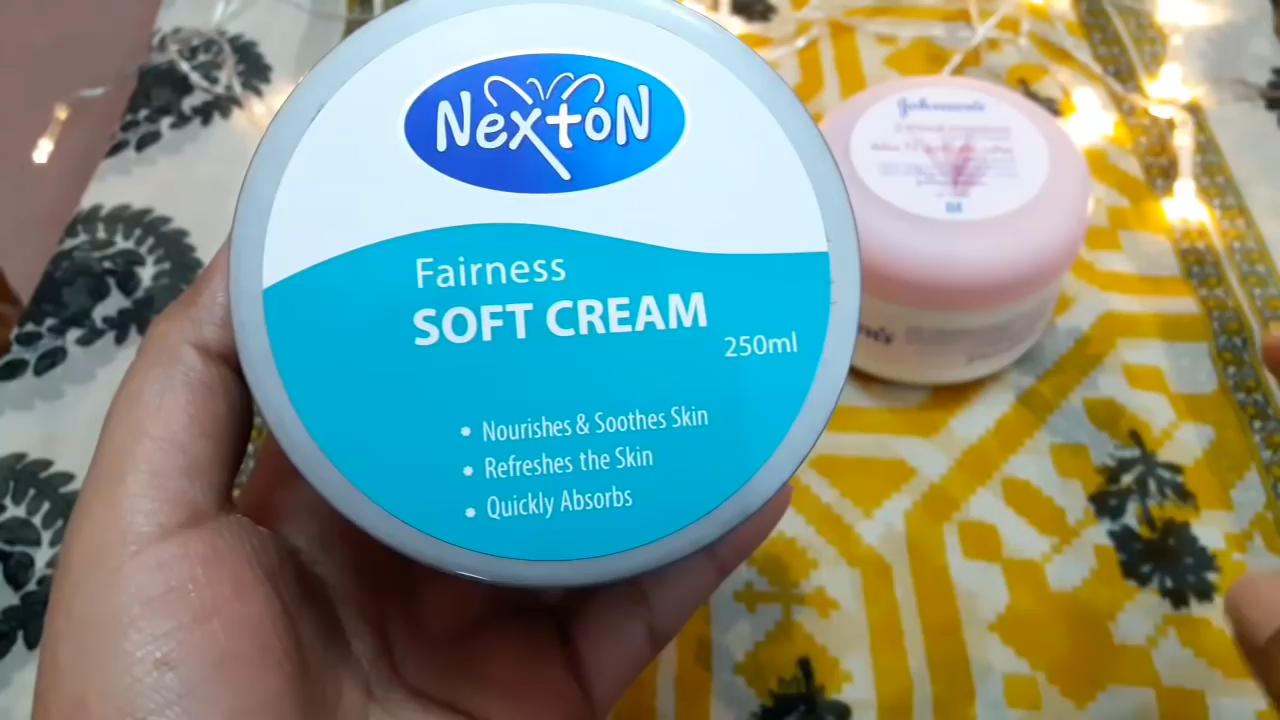 Nexton
Fairness
SOFT CREAM
250ml
• Nourishes & Soothes Skin
• Refreshes the Skin
• Quickly Absorbs
Johnson's